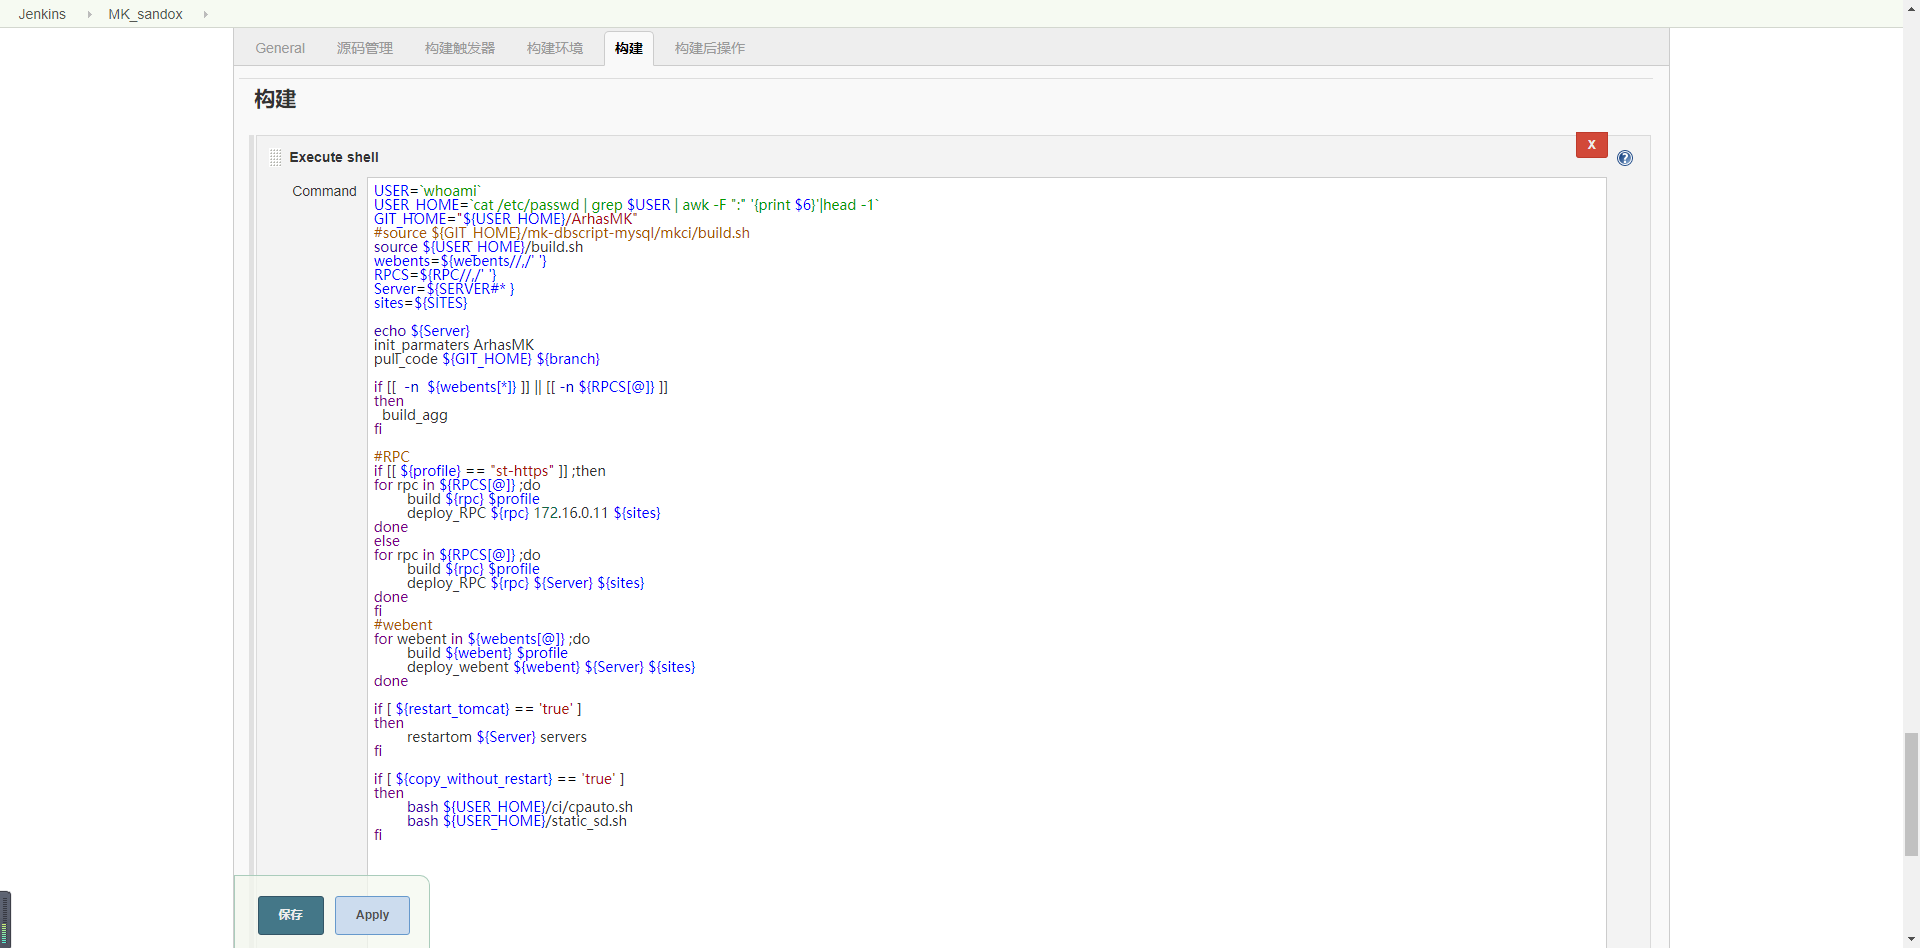 Jenkins MK_sandox
General 源码管理 构建触发器 构建环境 构建 构建后操作
构建
X
Execute shell
Command
USER=`whoami`
USER_HOME=`cat /etc/passwd | grep $USER | awk -F ":" '{print $6}'|head -1`
GIT_HOME="${USER_HOME}/ArhasMK"
#source ${GIT_HOME}/mk-dbscript-mysql/mkci/build.sh
source ${USER_HOME}/build.sh
webents=${webents//,/' '}
RPCS=${RPC//,/' '}
Server=${SERVER#* }
sites=${SITES}
echo ${Server}
init_parmaters ArhasMK
pull_code ${GIT_HOME} ${branch}
if [[  -n  ${webents[*]} ]] || [[ -n ${RPCS[@]} ]]
then
  build_agg
fi
#RPC
if [[ ${profile} == "st-https" ]] ;then
for rpc in ${RPCS[@]} ;do
        build ${rpc} $profile
        deploy_RPC ${rpc} 172.16.0.11 ${sites}
done
else
for rpc in ${RPCS[@]} ;do
        build ${rpc} $profile
        deploy_RPC ${rpc} ${Server} ${sites}
done
fi
#webent
for webent in ${webents[@]} ;do
        build ${webent} $profile
        deploy_webent ${webent} ${Server} ${sites}
done
if [ ${restart_tomcat} == 'true' ]
then
        restartom ${Server} servers
fi
if [ ${copy_without_restart} == 'true' ]
then
        bash ${USER_HOME}/ci/cpauto.sh
        bash ${USER_HOME}/static_sd.sh
fi
保存 Apply